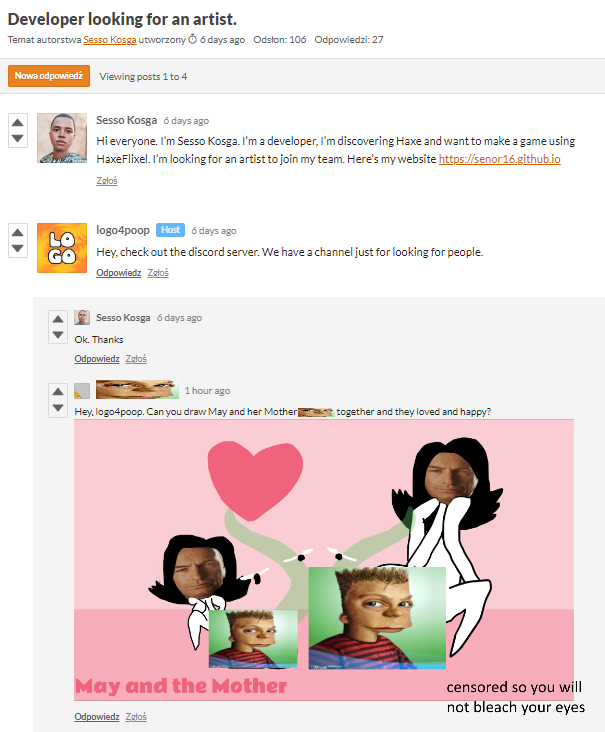 Developer looking for an artist.
Temat autorstwa Sesso Kosga utworzony 6 days ago Odsłon: 106 Odpowiedzi: 27
Nowa odpowiedź Viewing posts 1 to 4
Sesso Kosga 6 days ago
Hi everyone. I'm Sesso Kosga. I'm a developer, I'm discovering Haxe and want to make a game using
HaxeFlixel. I'm looking for an artist to join my team. Here's my website https://senor16.github.io
Zgłoś
LO
GO
logo4poop Host 6 days ago
Hey, check out the discord server. We have a channel just for looking for people.
Odpowiedz Zgłoś
Sesso Kosga 6 days ago
Ok. Thanks
Odpowiedz Zgłoś
1 hour ago
Hey, logo4poop. Can you draw May and her Mother together and they loved and happy?
May and the Mother
censored so you will
not bleach your eyes
Odpowiedz Zgłoś